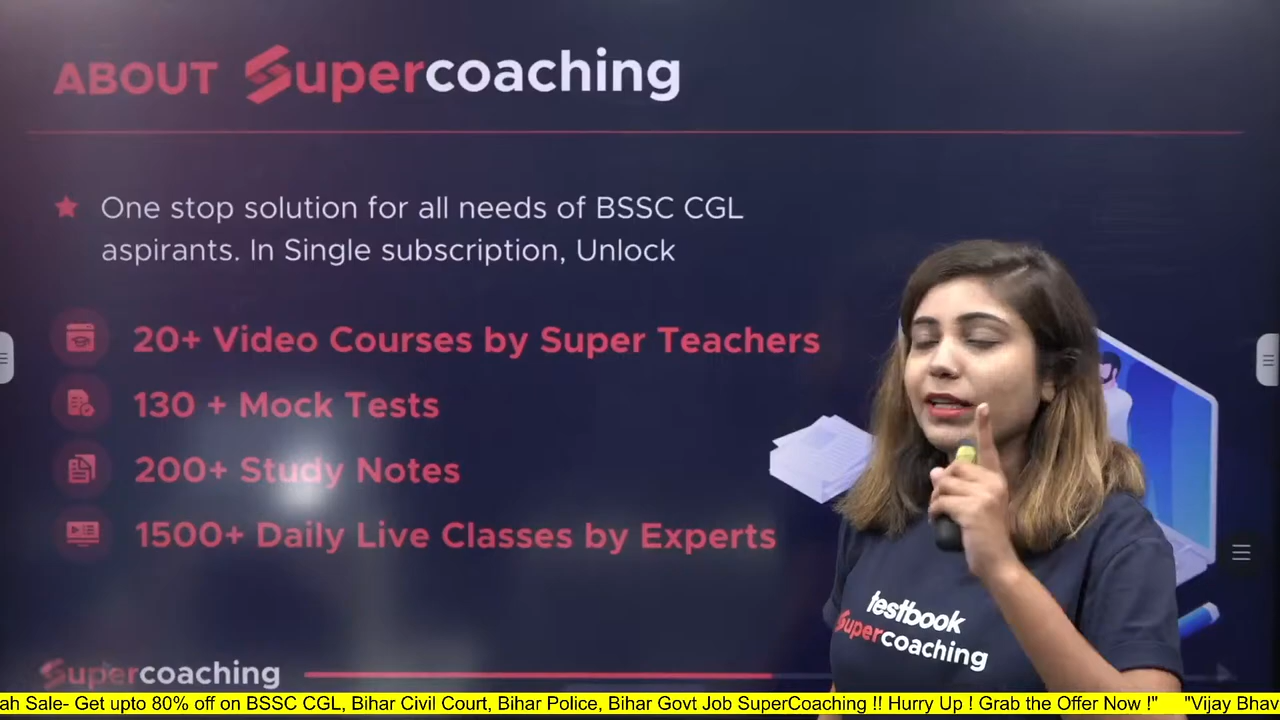 ABOUT Supercoaching
One stop solution for all needs of BSSC CGL
aspirants. In Single subscription, Unlock
20+ Video Courses by Super Teachers
130 + Mock Tests
200+ Study Notes
1500+ Daily Live Classes by Experts
testbook
Supercoaching
Supercoaching
ah Sale- Get upto 80% off on BSSC CGL, Bihar Civil Court, Bihar Police, Bihar Govt Job SuperCoaching !! Hurry Up ! Grab the Offer Now !" "Vijay Bhav